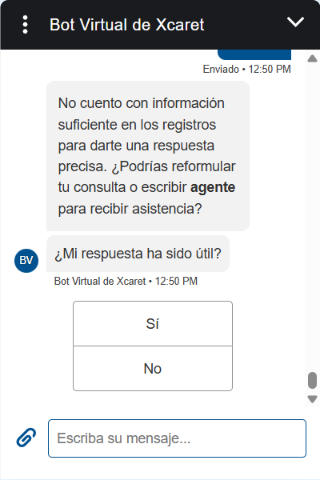 Bot Virtual de Xcaret
Enviado • 12:50 PM
No cuento con información
suficiente en los registros
para darte una respuesta
precisa. ¿Podrías reformular
tu consulta o escribir agente
para recibir asistencia?
BV
¿Mi respuesta ha sido útil?
Bot Virtual de Xcaret • 12:50 PM
Sí
No
Escriba su mensaje...